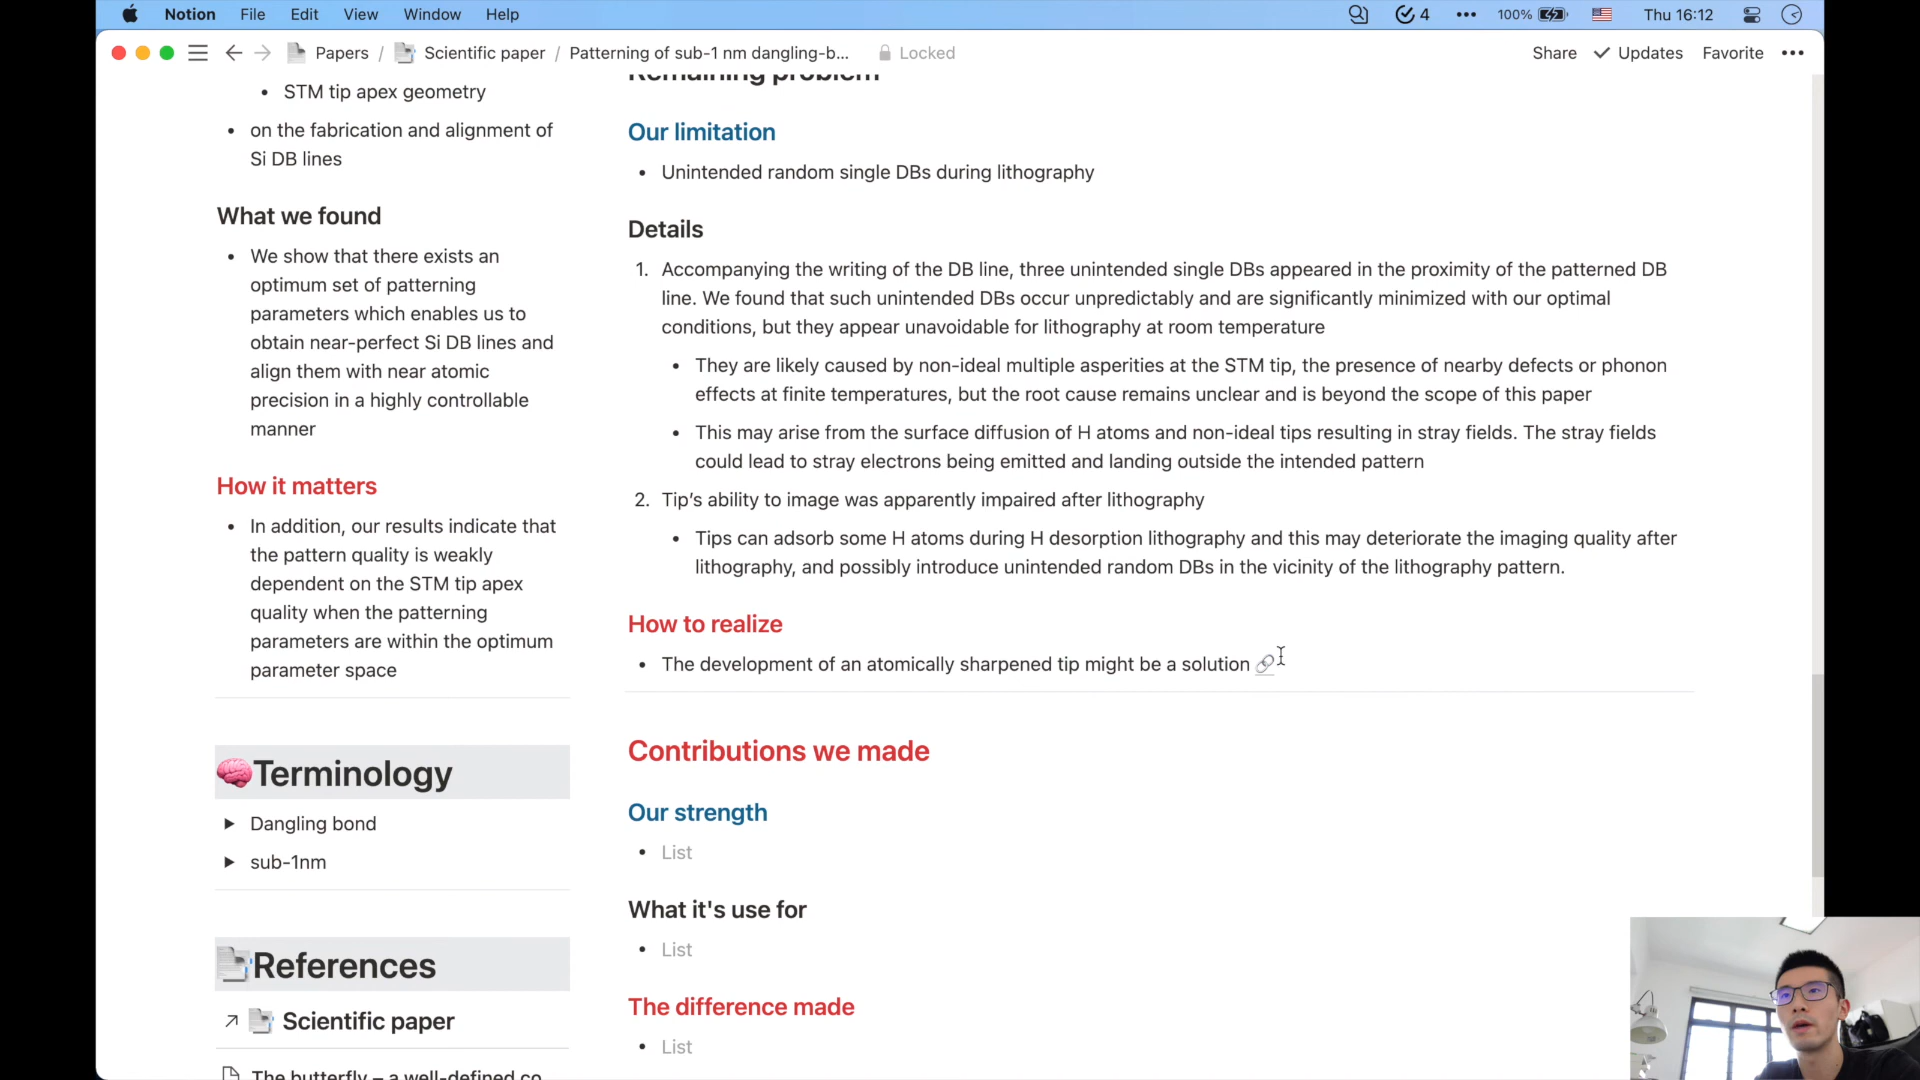 Notion File Edit View Window Help 4 ••• 100% Thu 16:12
Papers / Scientific paper / Patterning of sub-1 nm dangling-b... Locked Share Updates Favorite •••
• STM tip apex geometry
• on the fabrication and alignment of
Si DB lines
What we found
• We show that there exists an
optimum set of patterning
parameters which enables us to
obtain near-perfect Si DB lines and
align them with near atomic
precision in a highly controllable
manner
How it matters
• In addition, our results indicate that
the pattern quality is weakly
dependent on the STM tip apex
quality when the patterning
parameters are within the optimum
parameter space
Terminology
Dangling bond
sub-1nm
References
Scientific paper
The butterfly – a well-defined co
Remaining problem
Our limitation
• Unintended random single DBs during lithography
Details
1. Accompanying the writing of the DB line, three unintended single DBs appeared in the proximity of the patterned DB
line. We found that such unintended DBs occur unpredictably and are significantly minimized with our optimal
conditions, but they appear unavoidable for lithography at room temperature
• They are likely caused by non-ideal multiple asperities at the STM tip, the presence of nearby defects or phonon
effects at finite temperatures, but the root cause remains unclear and is beyond the scope of this paper
• This may arise from the surface diffusion of H atoms and non-ideal tips resulting in stray fields. The stray fields
could lead to stray electrons being emitted and landing outside the intended pattern
2. Tip’s ability to image was apparently impaired after lithography
• Tips can adsorb some H atoms during H desorption lithography and this may deteriorate the imaging quality after
lithography, and possibly introduce unintended random DBs in the vicinity of the lithography pattern.
How to realize
• The development of an atomically sharpened tip might be a solution
Contributions we made
Our strength
• List
What it's use for
• List
The difference made
• List